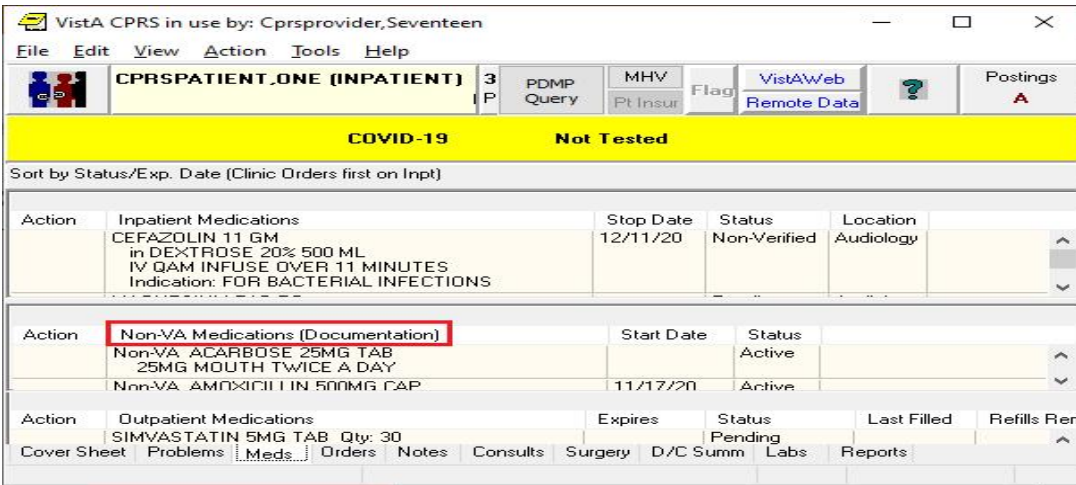 VistA CPRS in use by: Cprsprovider,Seventeen
File Edit View Action Tools Help
CPRSPATIENT,ONE (INPATIENT)
3
P
PDMP
Query
MHV
Pt Insur
Flag
VistAWeb
Remote Data
?
Postings
A
COVID-19 Not Tested
Sort by Status/Exp. Date (Clinic Orders first on Inpt)
Action Inpatient Medications Stop Date Status Location
CEFAZOLIN 11 GM 12/11/20 Non-Verified Audiology
in DEXTROSE 20% 500 ML
IV QAM INFUSE OVER 11 MINUTES
Indication: FOR BACTERIAL INFECTIONS
Action Non-VA Medications (Documentation) Start Date Status
Non-VA ACARBOSE 25MG TAB Active
25MG MOUTH TWICE A DAY
Non-VA AMOXICILLIN 500MG CAP 11/17/20 Active
Action Outpatient Medications Expires Status Last Filled Refills Rer
SIMVASTATIN 5MG TAB Qty: 30 Pending
Cover Sheet Problems Meds Orders Notes Consults Surgery D/C Summ Labs Reports